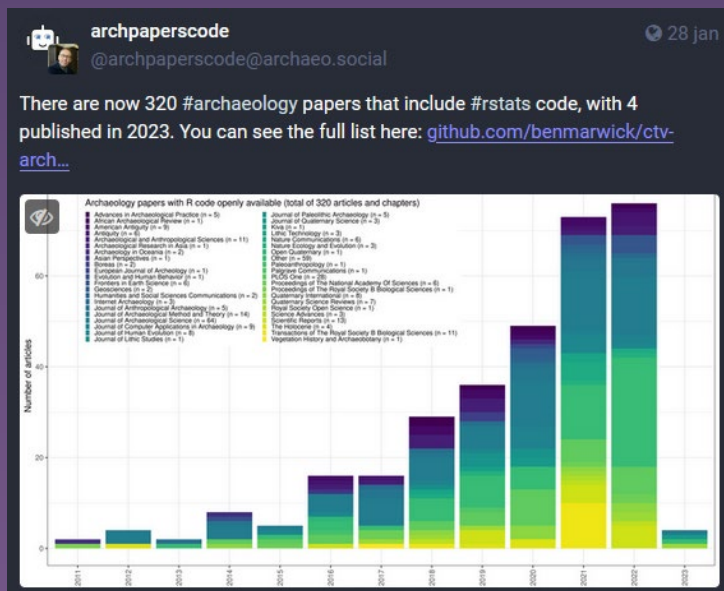 archpaperscode
28 jan
@archpaperscode@archaeo.social
There are now 320 #archaeology papers that include #rstats code, with 4
published in 2023. You can see the full list here: github.com/benmarwick/ctv-
arch…
Archaeology papers with R code openly available (total of 320 articles and chapters)
Advances in Archaeological Practice (n = 5)
African Archaeological Review (n = 1)
American Antiquity (n = 9)
Antiquity (n = 6)
Archaeological and Anthropological Sciences (n = 11)
Archaeological Research in Asia (n = 1)
Archaeology in Oceania (n = 2)
Asian Perspectives (n = 1)
Boreas (n = 2)
European Journal of Archeology (n = 1)
Evolution and Human Behavior (n = 1)
Frontiers in Earth Science (n = 6)
Geosciences (n = 2)
Humanities and Social Sciences Communications (n = 2)
Internet Archaeology (n = 3)
Journal of Anthropological Archaeology (n = 5)
Journal of Archaeological Method and Theory (n = 14)
Journal of Archaeological Science (n = 64)
Journal of Computer Applications in Archaeology (n = 9)
Journal of Human Evolution (n = 8)
Journal of Lithic Studies (n = 1)
Journal of Paleolithic Archaeology (n = 5)
Journal of Quaternary Science (n = 3)
Kiva (n = 1)
Lithic Technology (n = 3)
Nature Communications (n = 6)
Nature Ecology and Evolution (n = 3)
Open Quaternary (n = 1)
Other (n = 59)
Paleoanthropology (n = 1)
Palgrave Communications (n = 1)
PLOS One (n = 28)
Proceedings of The National Academy Of Sciences (n = 6)
Proceedings of The Royal Society B Biological Sciences (n = 1)
Quaternary International (n = 8)
Quaternary Science Reviews (n = 7)
Royal Society Open Science (n = 1)
Science Advances (n = 3)
Scientific Reports (n = 13)
The Holocene (n = 4)
Transactions of The Royal Society B Biological Sciences (n = 11)
Vegetation History and Archaeobotany (n = 1)
Number of articles
60
40
20
0
2011
2012
2013
2014
2015
2016
2017
2018
2019
2020
2021
2022
2023